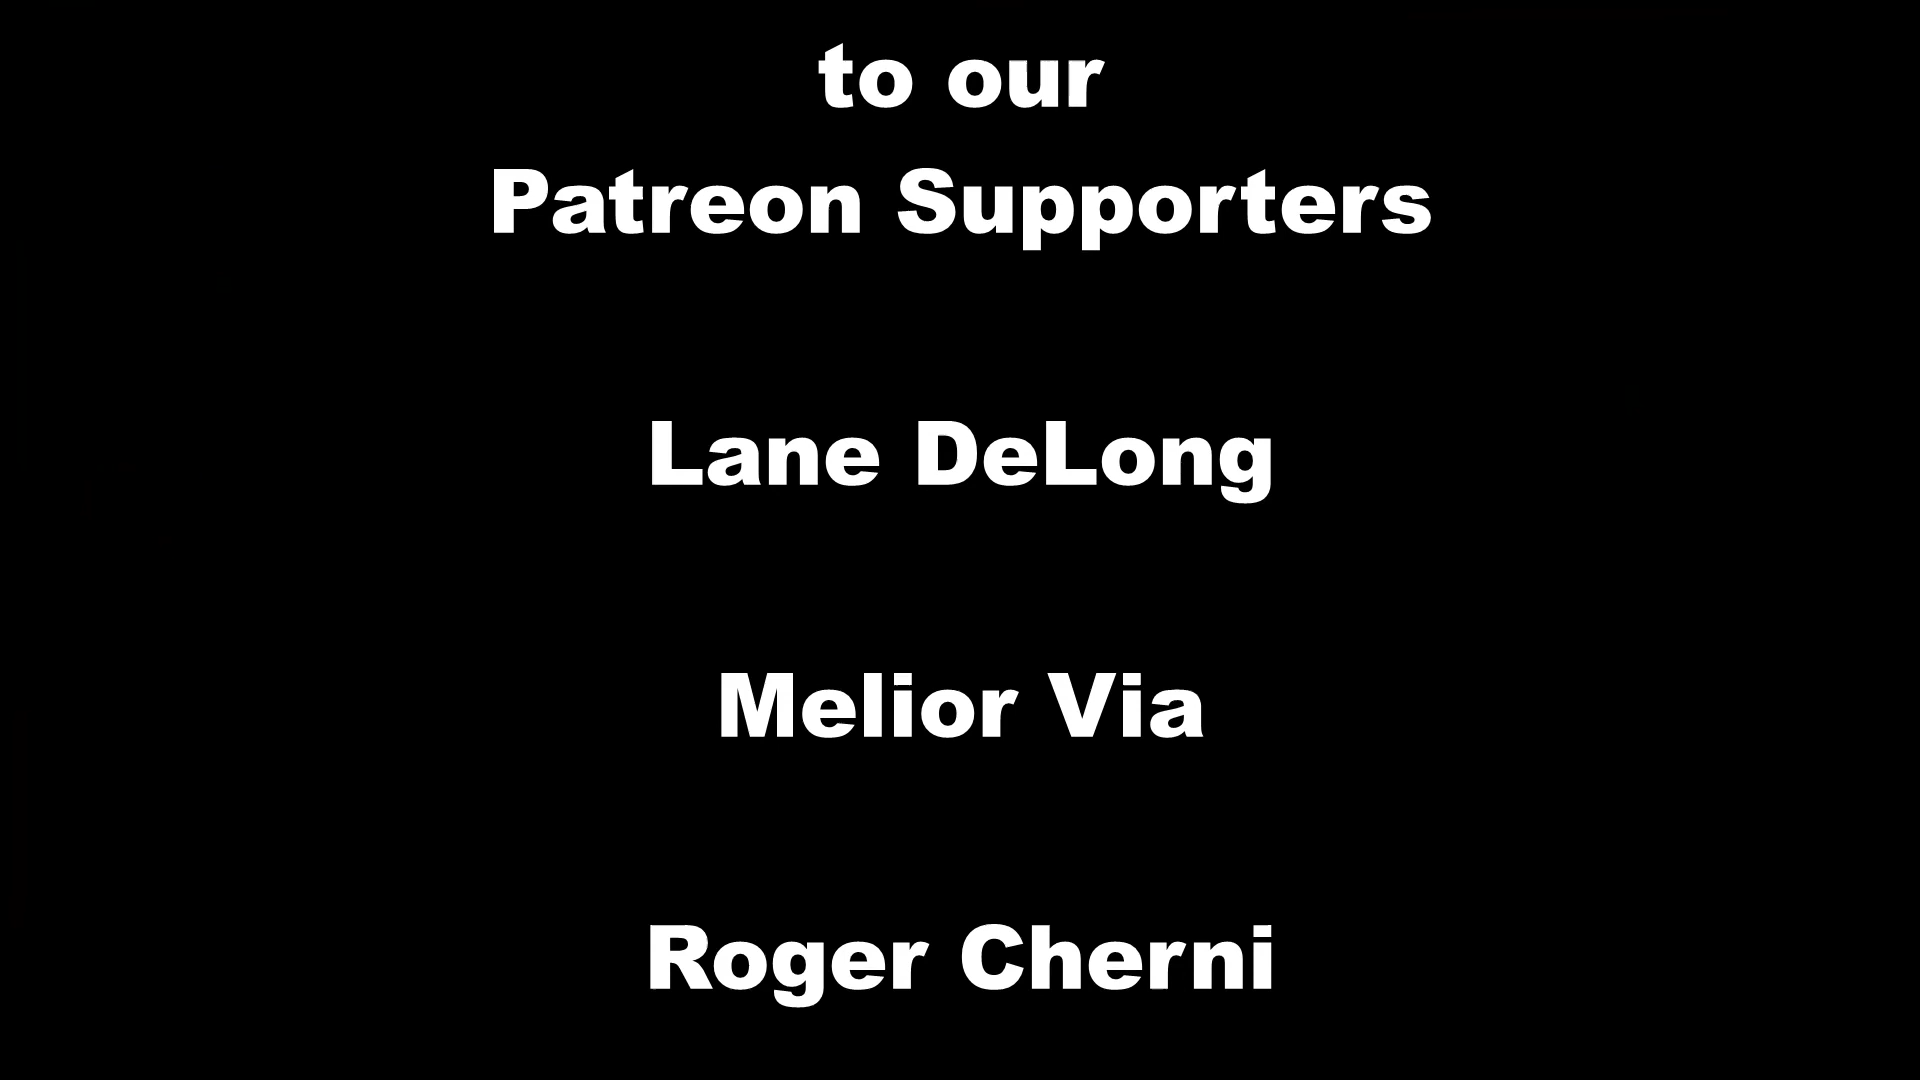 to our
Patreon Supporters
Lane DeLong
Melior Via
Roger Cherni